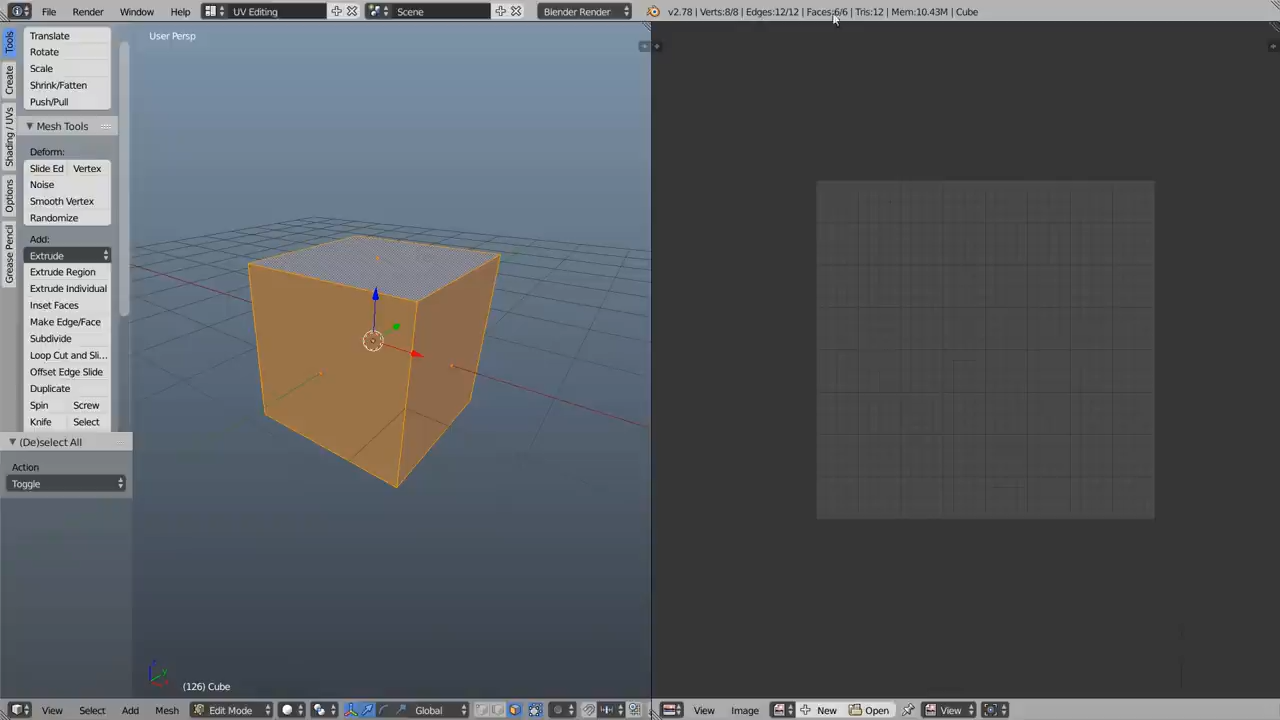 File Render Window Help UV Editing Scene Blender Render v2.78 | Verts:8/8 | Edges:12/12 | Faces:6/6 | Tris:12 | Mem:10.43M | Cube
Tools
Create
Shading / UVs
Options
Grease Pencil
Translate
Rotate
Scale
Shrink/Fatten
Push/Pull
Mesh Tools
Deform:
Slide Ed Vertex
Noise
Smooth Vertex
Randomize
Add:
Extrude
Extrude Region
Extrude Individual
Inset Faces
Make Edge/Face
Subdivide
Loop Cut and Sli...
Offset Edge Slide
Duplicate
Spin Screw
Knife Select
(De)select All
Action
Toggle
User Persp
(126) Cube
View Select Add Mesh Edit Mode Global
View Image New Open View